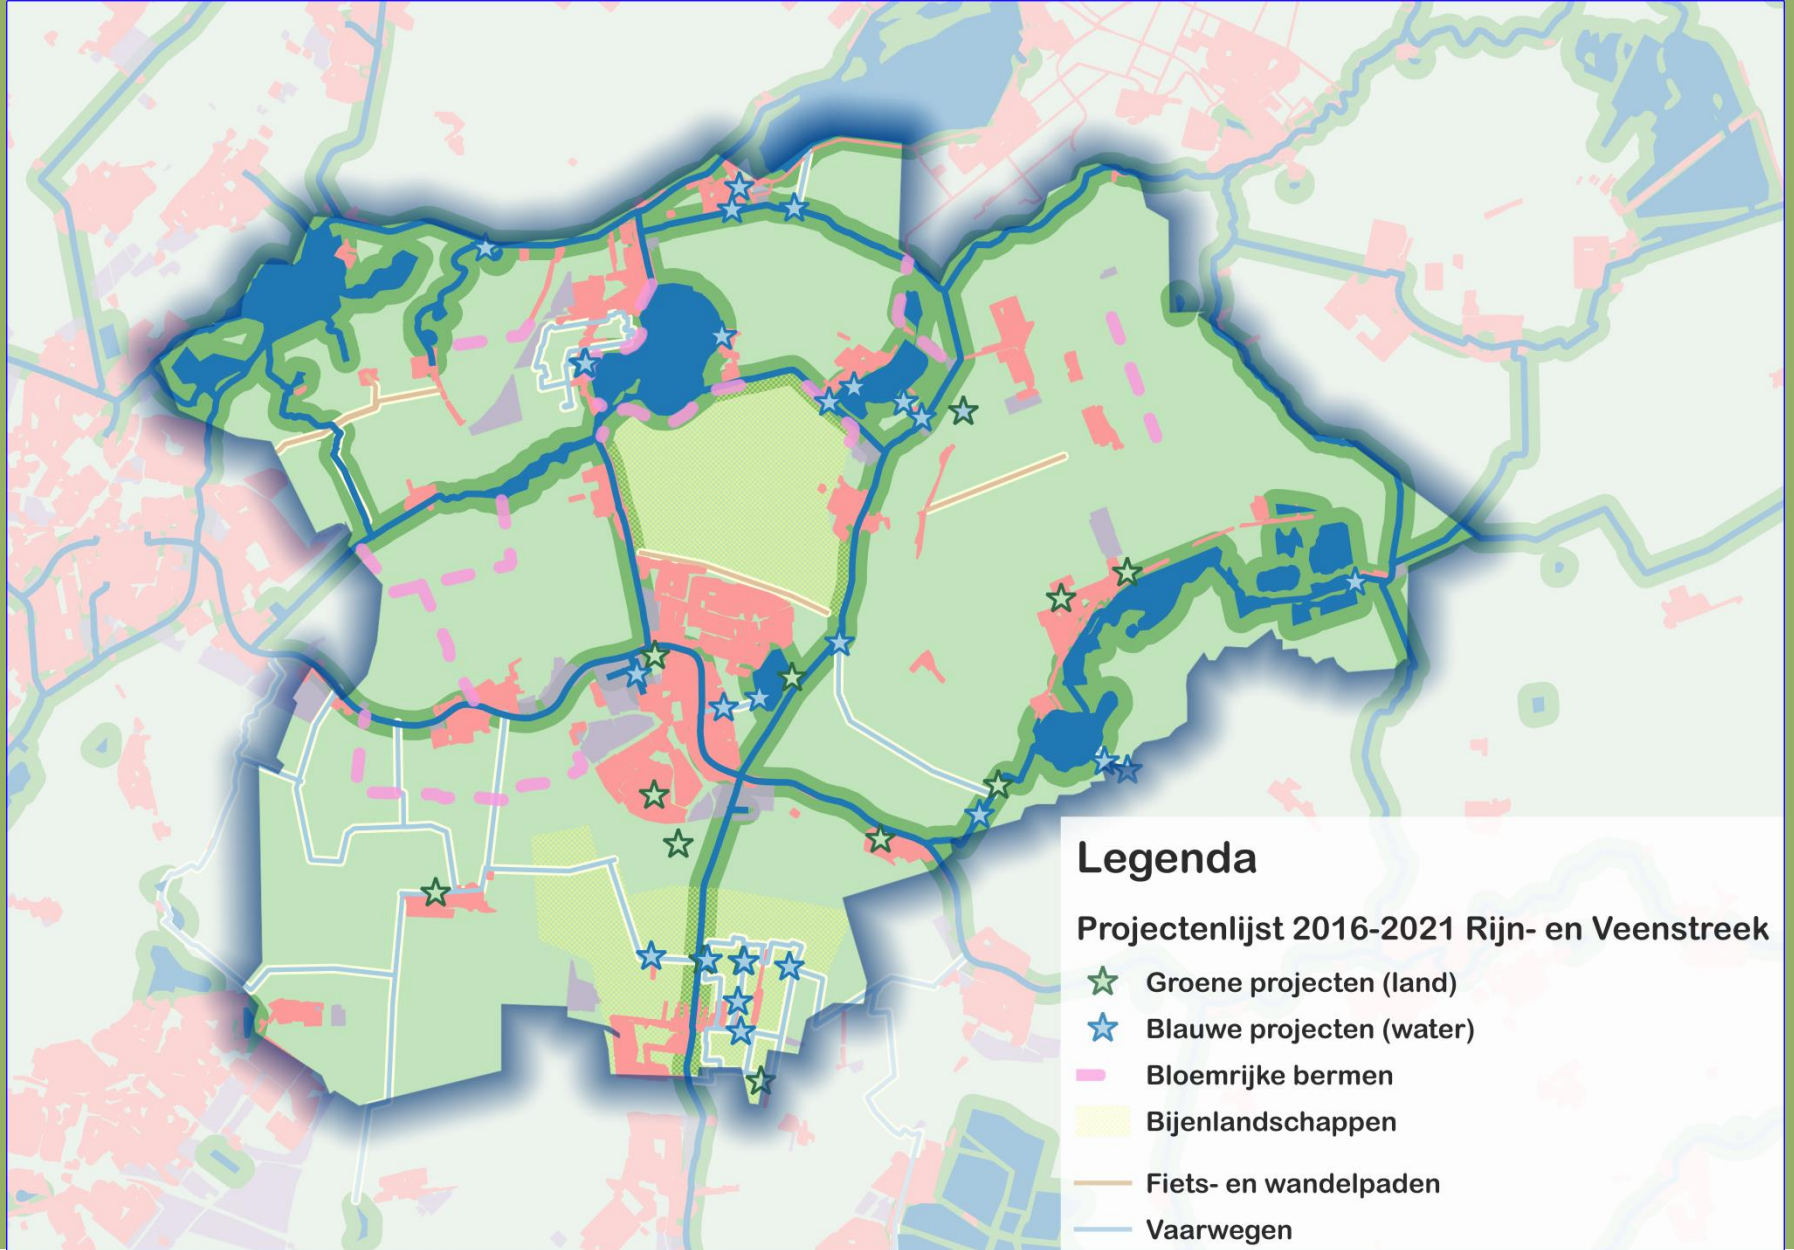 Legenda
Projectenlijst 2016-2021 Rijn- en Veenstreek
Groene projecten (land)
Blauwe projecten (water)
Bloemrijke bermen
Bijenlandschappen
Fiets- en wandelpaden
Vaarwegen